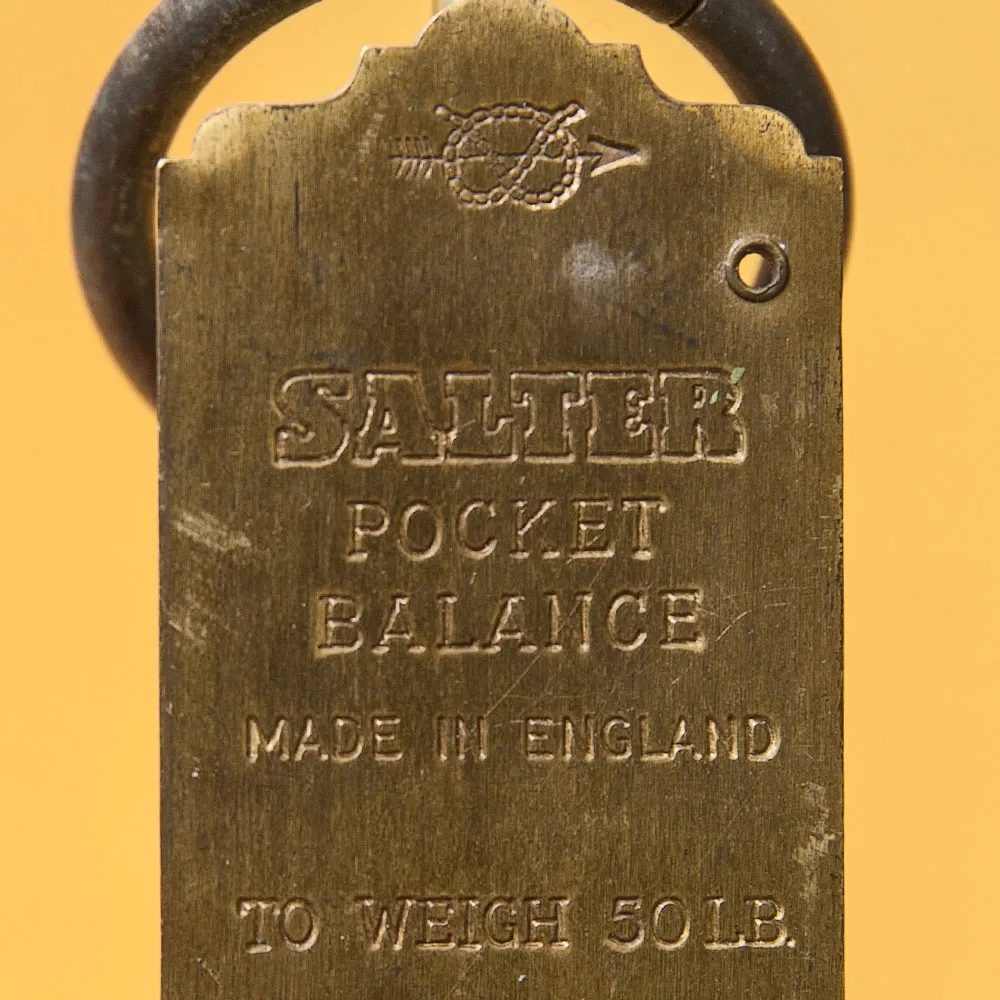 SALTER
POCKET
BALANCE
MADE IN ENGLAND
TO WEIGH 50 LB.